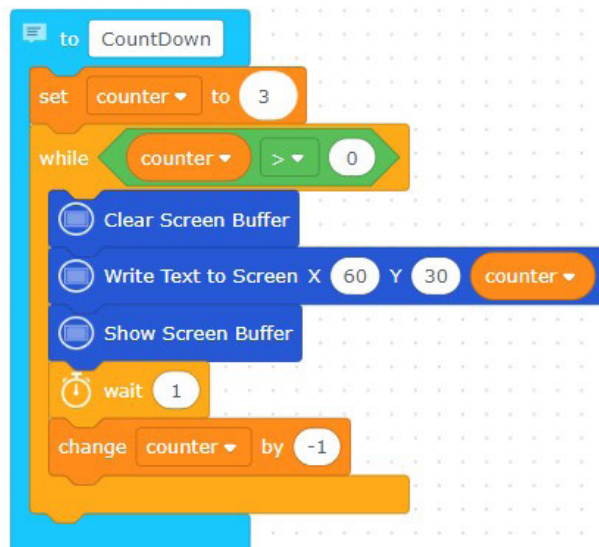 to CountDown
set counter to 3
while counter > 0
Clear Screen Buffer
Write Text to Screen X 60 Y 30 counter
Show Screen Buffer
wait 1
change counter by -1